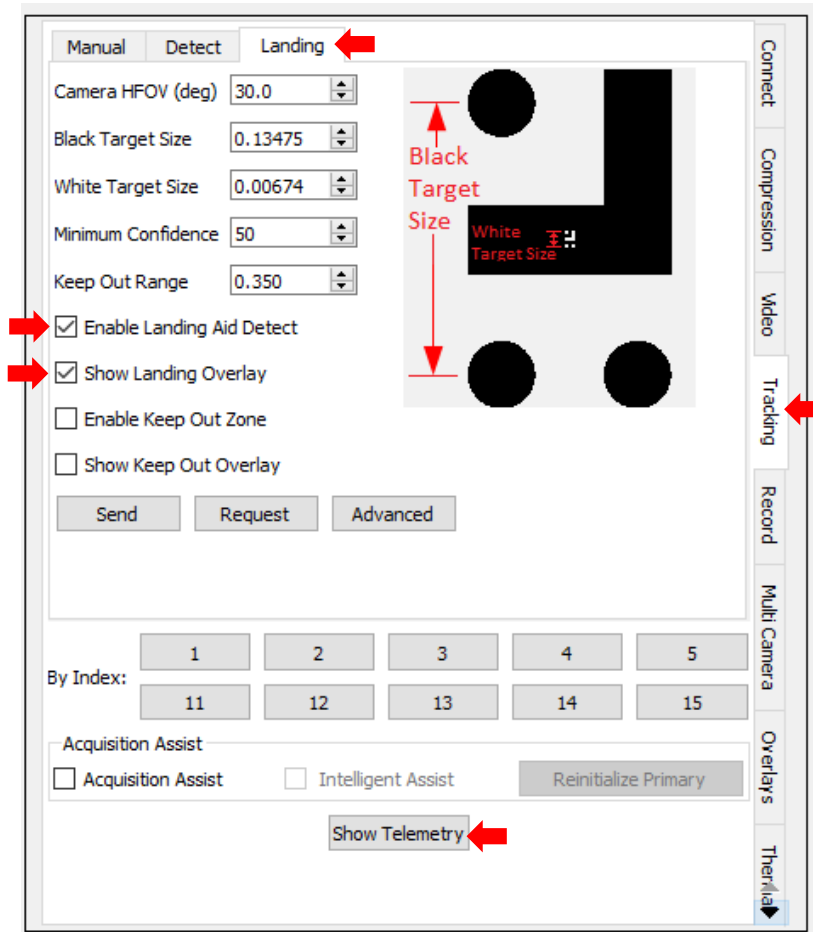 Manual Detect Landing
Camera HFOV (deg) 30.0
Black Target Size 0.13475
White Target Size 0.00674
Minimum Confidence 50
Keep Out Range 0.350
Enable Landing Aid Detect
Show Landing Overlay
Enable Keep Out Zone
Show Keep Out Overlay
Send Request Advanced
Black
Target
Size
White
Target Size
By Index:
1 2 3 4 5
11 12 13 14 15
Acquisition Assist
Acquisition Assist Intelligent Assist Reinitialize Primary
Show Telemetry
Connect
Compression
Video
Tracking
Record
Multi Camera
Overlays